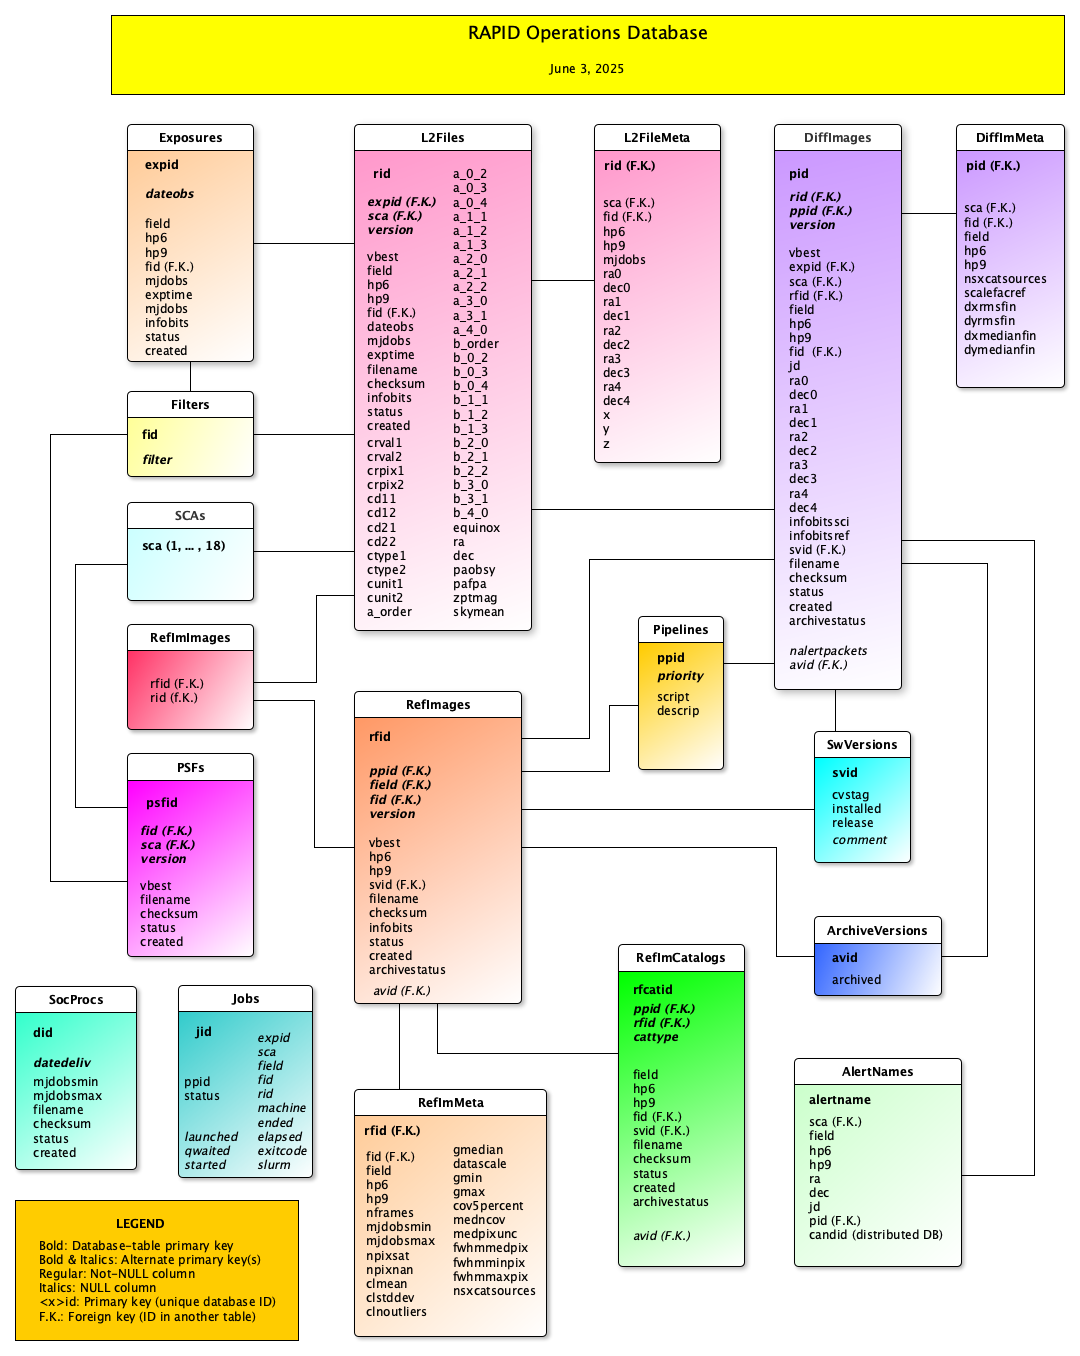 RAPID Operations Database
June 3, 2025
Exposures
expid
dateobs
field
hp6
hp9
fid (F.K.)
mjdobs
exptime
mjdobs
infobits
status
created
L2Files
rid
expid (F.K.)
sca (F.K.)
version
vbest
field
hp6
hp9
fid (F.K.)
dateobs
mjdobs
exptime
filename
checksum
infobits
status
created
crval1
crval2
crpix1
crpix2
cd11
cd12
cd21
cd22
ctype1
ctype2
cunit1
cunit2
a_order
a_0_2
a_0_3
a_0_4
a_1_1
a_1_2
a_1_3
a_2_0
a_2_1
a_2_2
a_3_0
a_3_1
a_4_0
b_order
b_0_2
b_0_3
b_0_4
b_1_1
b_1_2
b_1_3
b_2_0
b_2_1
b_2_2
b_3_0
b_3_1
b_4_0
equinox
ra
dec
paobsy
pafpa
zptmag
skymean
L2FileMeta
rid (F.K.)
sca (F.K.)
fid (F.K.)
hp6
hp9
mjdobs
ra0
dec0
ra1
dec1
ra2
dec2
ra3
dec3
ra4
dec4
x
y
z
DiffImages
pid
rid (F.K.)
ppid (F.K.)
version
vbest
expid (F.K.)
sca (F.K.)
rfid (F.K.)
field
hp6
hp9
fid (F.K.)
jd
ra0
dec0
ra1
dec1
ra2
dec2
ra3
dec3
ra4
dec4
infobitssci
infobitsref
svid (F.K.)
filename
checksum
status
created
archivestatus
nalertpackets
avid (F.K.)
DiffImMeta
pid (F.K.)
sca (F.K.)
fid (F.K.)
field
hp6
hp9
nsxcatsources
scalefacref
dxrmsfin
dyrmsfin
dxmedianfin
dymedianfin
Filters
fid
filter
SCAs
sca (1, ... , 18)
RefImImages
rfid (F.K.)
rid (f.K.)
PSFs
psfid
fid (F.K.)
sca (F.K.)
version
vbest
filename
checksum
status
created
RefImages
rfid
ppid (F.K.)
field (F.K.)
fid (F.K.)
version
vbest
hp6
hp9
svid (F.K.)
filename
checksum
infobits
status
created
archivestatus
avid (F.K.)
Pipelines
ppid
priority
script
descrip
SwVersions
svid
cvstag
installed
release
comment
ArchiveVersions
avid
archived
RefImCatalogs
rfcatid
ppid (F.K.)
rfid (F.K.)
cattype
field
hp6
hp9
fid (F.K.)
svid (F.K.)
filename
checksum
status
created
archivestatus
avid (F.K.)
AlertNames
alertname
sca (F.K.)
field
hp6
hp9
ra
dec
jd
pid (F.K.)
candid (distributed DB)
SocProcs
did
datedeliv
mjdobsmin
mjdobsmax
filename
checksum
status
created
Jobs
jid
ppid
status
launched
qwaited
started
expid
sca
field
fid
rid
machine
ended
elapsed
exitcode
slurm
RefImMeta
rfid (F.K.)
fid (F.K.)
field
hp6
hp9
nframes
mjdobsmin
mjdobsmax
npixsat
npixnan
clmean
clstddev
clnoutliers
gmedian
datascale
gmin
gmax
cov5percent
medncov
medpixunc
fwhmmedpix
fwhmminpix
fwhmmaxpix
nsxcatsources
LEGEND
Bold: Database-table primary key
Bold & Italics: Alternate primary key(s)
Regular: Not-NULL column
Italics: NULL column
<x>id: Primary key (unique database ID)
F.K.: Foreign key (ID in another table)